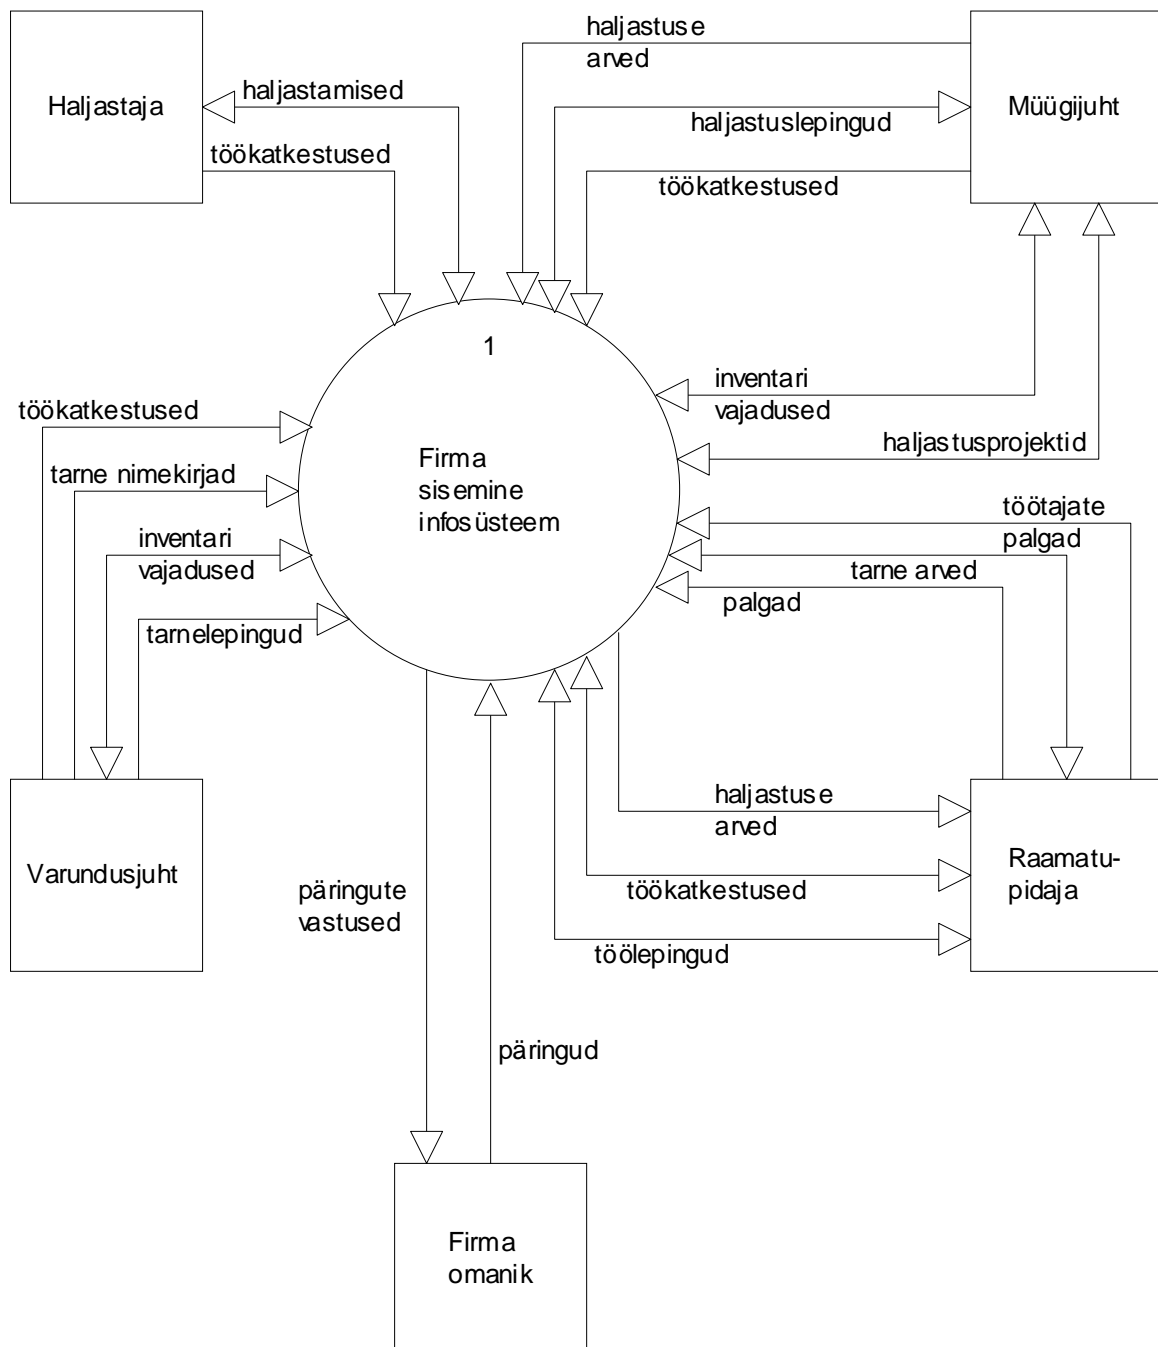 haljastuse
arved
Haljastaja
haljastamised
haljastuslepingud
Müügijuht
töökatkestused
töökatkestused
1
inventari
vajadused
töökatkestused
haljastusprojektid
Firma
sisemine
infosüsteem
tarne nimekirjad
töötajate
palgad
inventari
vajadused
tarne arved
palgad
tarnelepingud
haljastuse
arved
Varundusjuht
Raamatu-
pidaja
töökatkestused
päringute
vastused
töölepingud
päringud
Firma
omanik